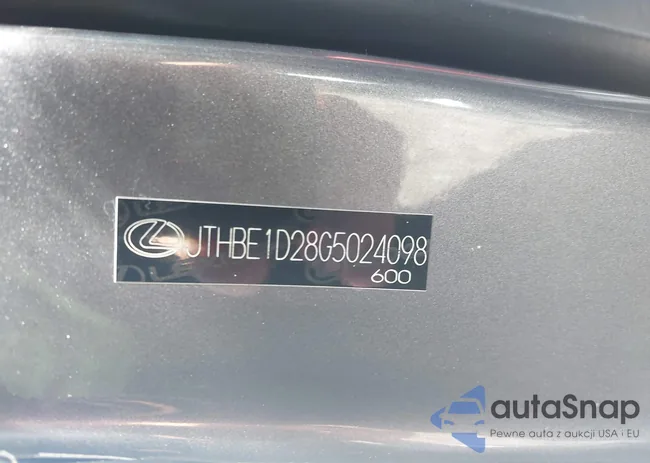 JTHBE1D28G5024098
600
autaSnap
Pewne auta z aukcji USA i EU